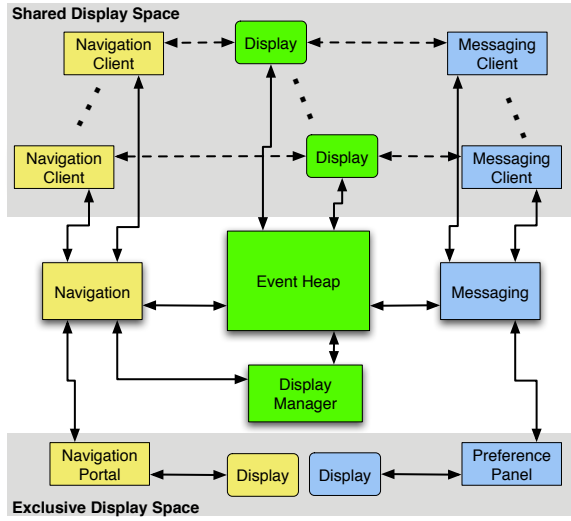 Shared Display Space
Navigation
Client
Display
Messaging
Client
Navigation
Client
Display
Messaging
Client
Navigation
Event Heap
Messaging
Display
Manager
Navigation
Portal
Display
Display
Preference
Panel
Exclusive Display Space